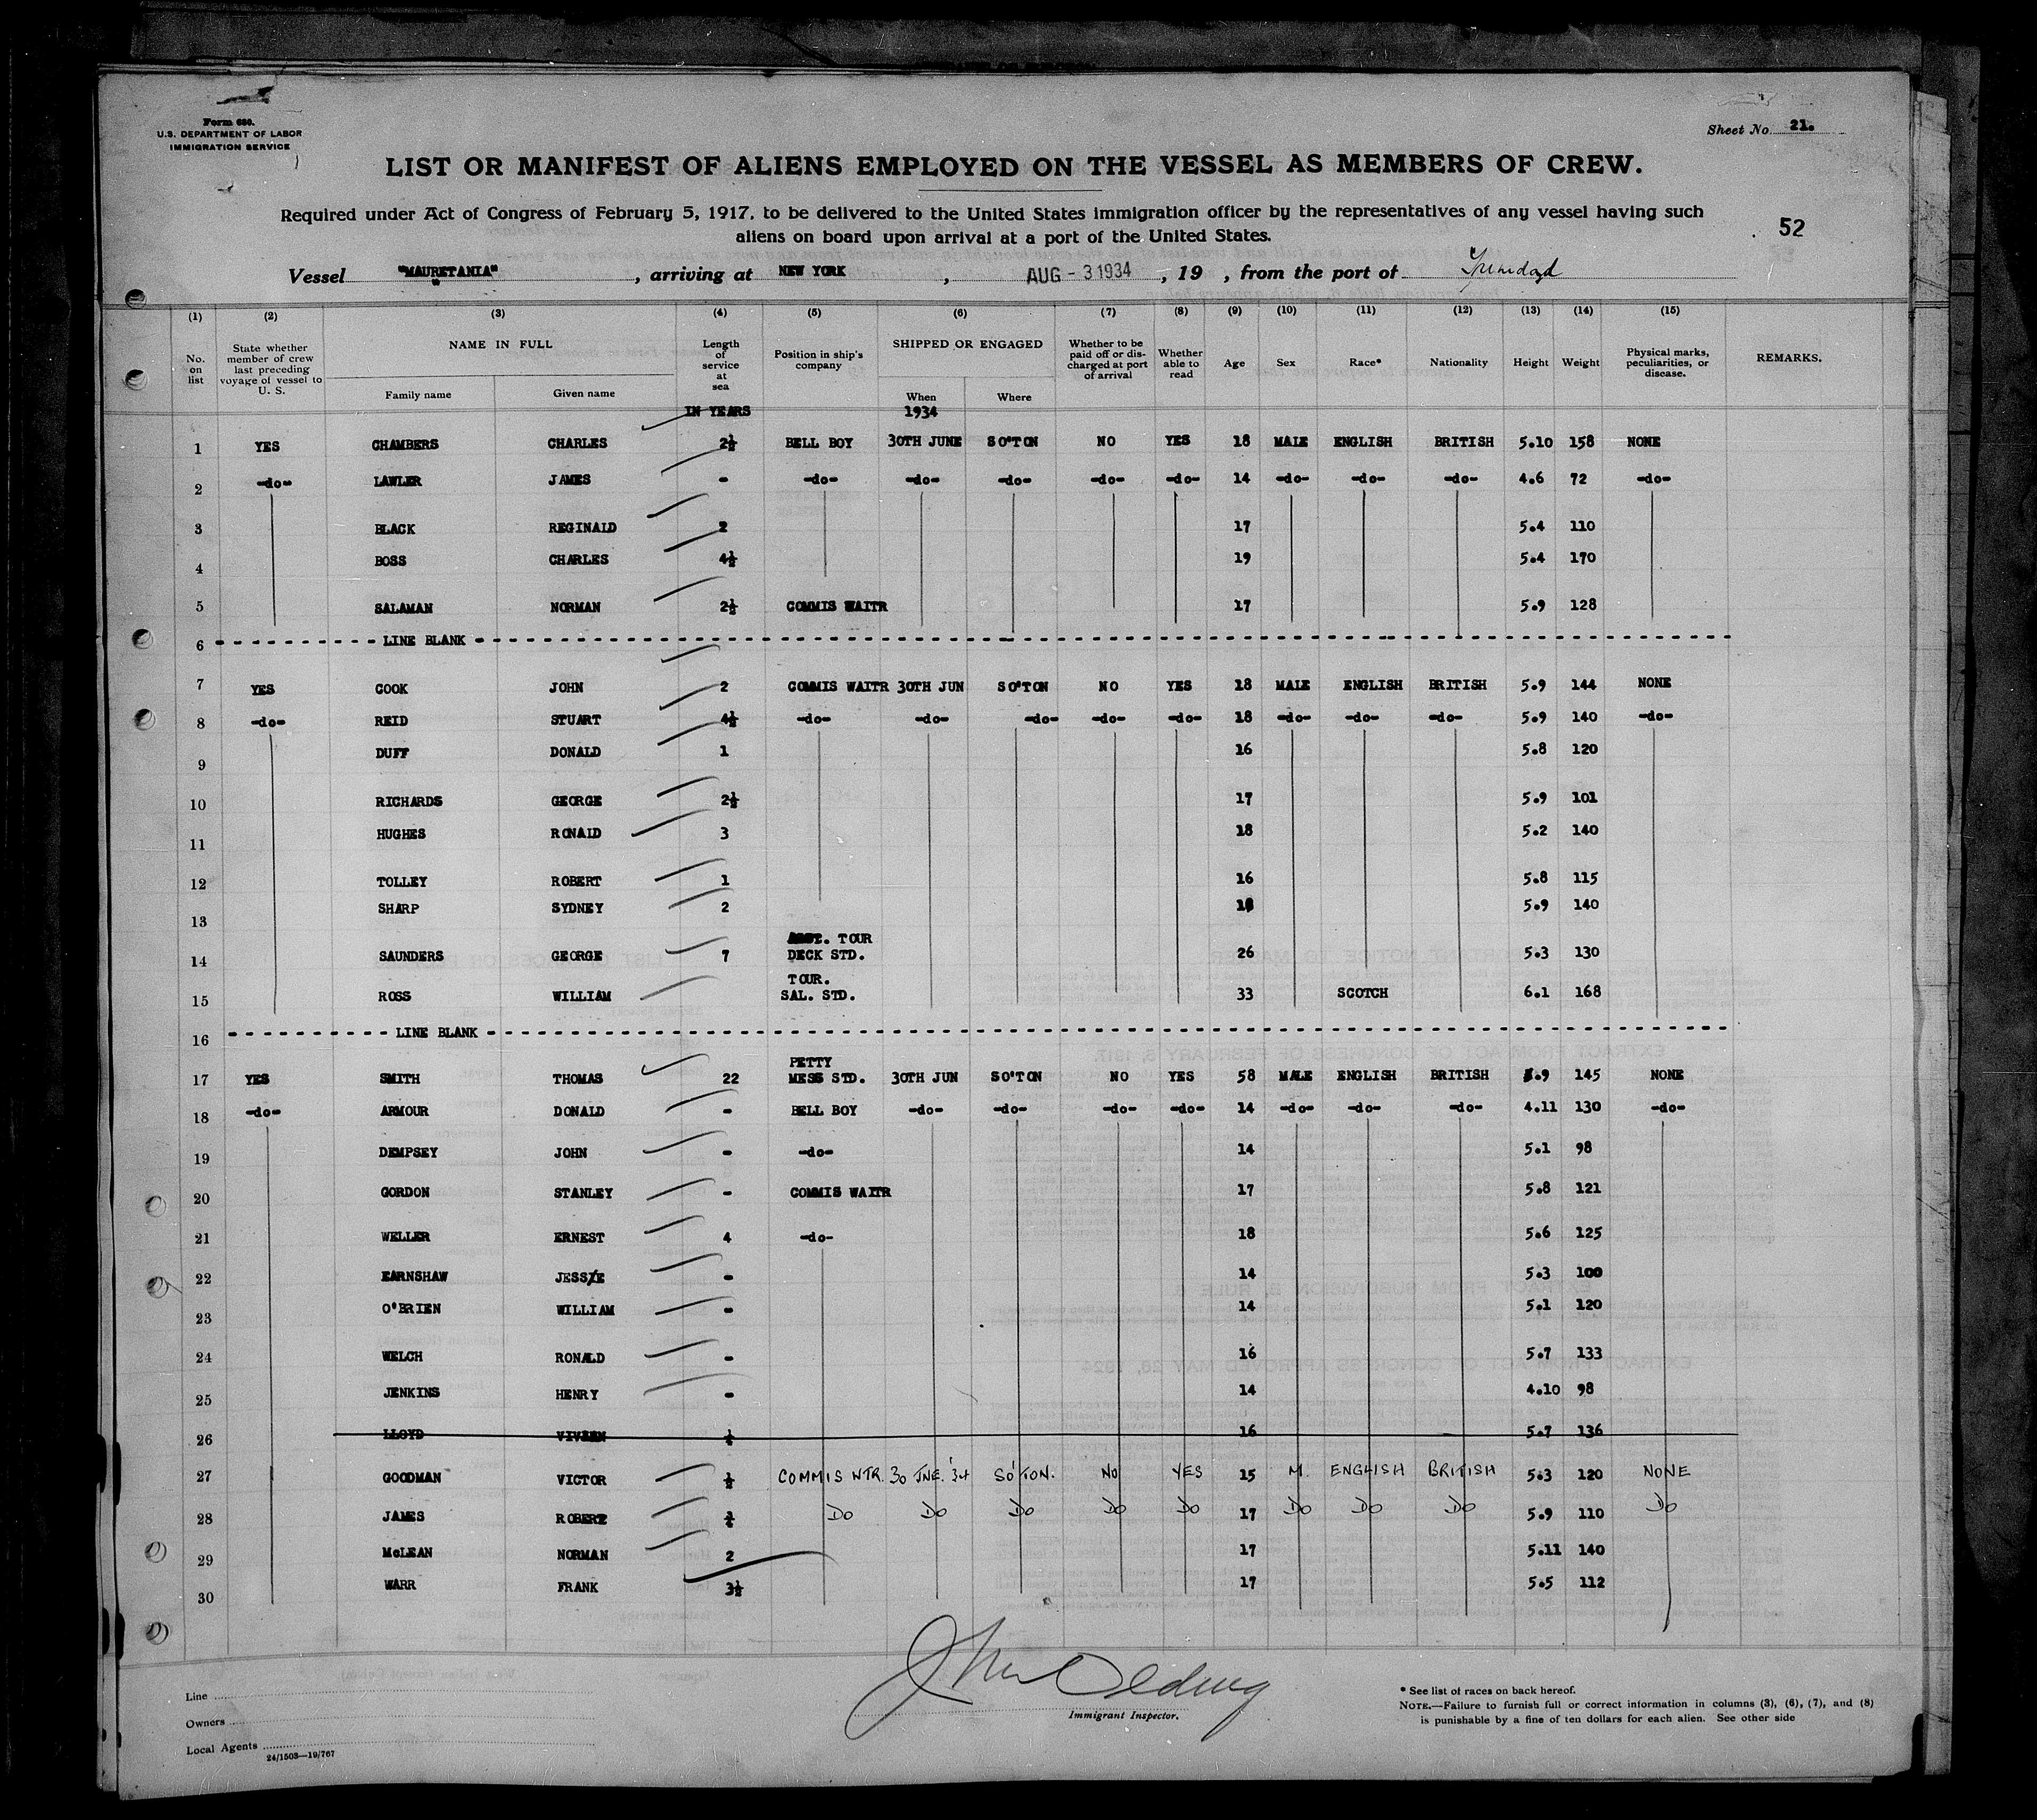 Form 680.
U.S. DEPARTMENT OF LABOR
IMMIGRATION SERVICE
Sheet No. 21.
LIST OR MANIFEST OF ALIENS EMPLOYED ON THE VESSEL AS MEMBERS OF CREW.
Required under Act of Congress of February 5, 1917, to be delivered to the United States immigration officer by the representatives of any vessel having such
aliens on board upon arrival at a port of the United States.
52
Vessel "MAURETANIA", arriving at NEW YORK, AUG - 3 1934, 19 , from the port of Trinidad
(1) (2) (3) (4) (5) (6) (7) (8) (9) (10) (11) (12) (13) (14) (15)
No. on list State whether member of crew last preceding voyage of vessel to U. S. NAME IN FULL Family name Given name Length of service at sea Position in ship's company SHIPPED OR ENGAGED When Where Whether to be paid off or discharged at port of arrival Whether able to read Age Sex Race* Nationality Height Weight Physical marks, peculiarities, or disease. REMARKS.
IN YEARS 1934
1 YES CHAMBERS CHARLES 2½ BELL BOY 30TH JUNE SO'TON NO YES 18 MALE ENGLISH BRITISH 5.10 158 NONE
2 -do- LAWLER JAMES - -do- -do- -do- -do- -do- 14 -do- -do- -do- 4.6 72 -do-
3 BLACK REGINALD 2 17 5.4 110
4 BOSS CHARLES 4½ 19 5.4 170
5 SALAMAN NORMAN 2½ COMMIS WAITR 17 5.9 128
6 LINE BLANK
7 YES COOK JOHN 2 COMMIS WAITR 30TH JUN SO'TON NO YES 18 MALE ENGLISH BRITISH 5.9 144 NONE
8 -do- REID STUART 4½ -do- -do- -do- -do- -do- 18 -do- -do- -do- 5.9 140 -do-
9 DUFF DONALD 1 16 5.8 120
10 RICHARDS GEORGE 2½ 17 5.9 101
11 HUGHES RONALD 3 18 5.2 140
12 TOLLEY ROBERT 1 16 5.8 115
13 SHARP SYDNEY 2 18 5.9 140
14 SAUNDERS GEORGE 7 ASST. TOUR DECK STD. 26 5.3 130
15 ROSS WILLIAM TOUR. SAL. STD. 33 SCOTCH 6.1 168
16 LINE BLANK
17 YES SMITH THOMAS 22 PETTY MESS STD. 30TH JUN SO'TON NO YES 58 MALE ENGLISH BRITISH 5.9 145 NONE
18 -do- ARMOUR DONALD - BELL BOY -do- -do- -do- -do- 14 -do- -do- -do- 4.11 130 -do-
19 DEMPSEY JOHN - -do- 14 5.1 98
20 GORDON STANLEY - COMMIS WAITR 17 5.8 121
21 WELLER ERNEST 4 -do- 18 5.6 125
22 EARNSHAW JESSIE - 14 5.3 100
23 O'BRIEN WILLIAM - 14 5.1 120
24 WELCH RONALD - 16 5.7 133
25 JENKINS HENRY - 14 4.10 98
26 LLOYD VIVIEN ½ 16 5.7 136
27 GOODMAN VICTOR ½ COMMIS WTR. 30 JNE. '34 SO'TON. NO YES 15 M. ENGLISH BRITISH 5.3 120 NONE
28 JAMES ROBERT Do Do Do Do Do 17 Do Do Do 5.9 110 Do
29 McLEAN NORMAN 2 17 5.11 140
30 WARR FRANK 3½ 17 5.5 112
Line
Owners
Local Agents
24/1503—19/767
Immigrant Inspector.
* See list of races on back hereof.
NOTE.—Failure to furnish full or correct information in columns (3), (6), (7), and (8)
is punishable by a fine of ten dollars for each alien. See other side